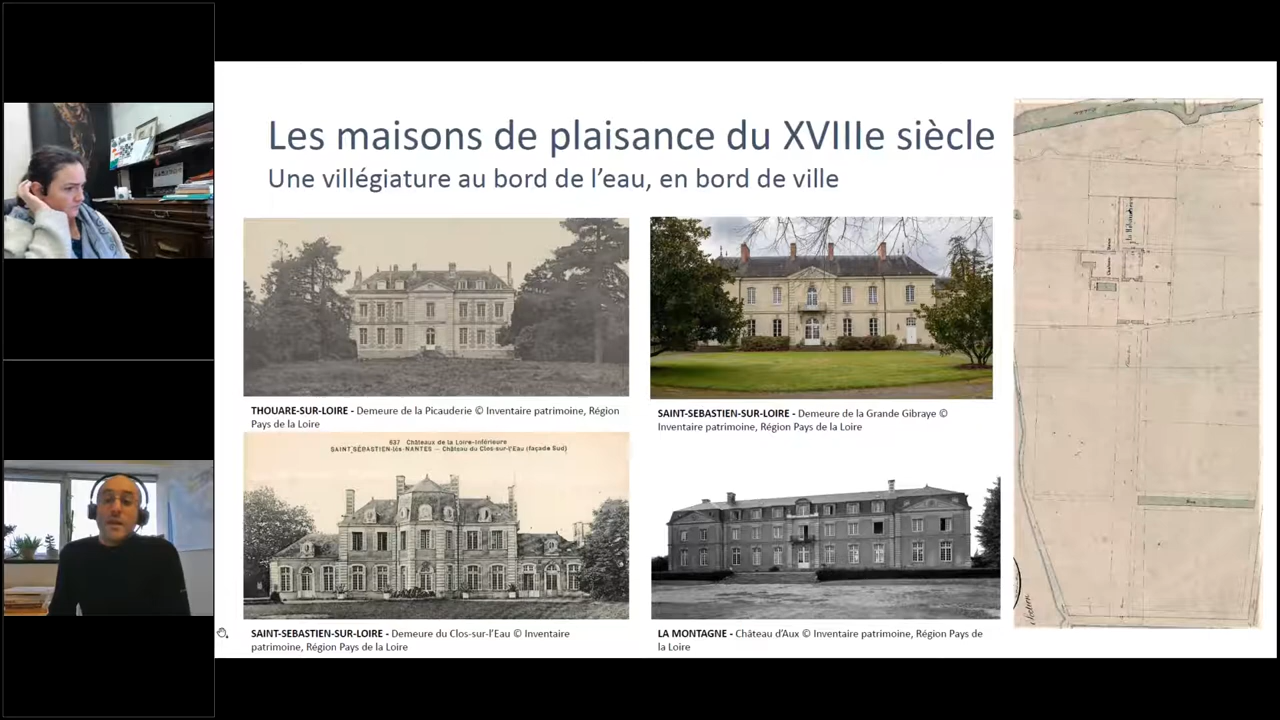 Les maisons de plaisance du XVIIIe siècle
Une villégiature au bord de l’eau, en bord de ville
THOUARE-SUR-LOIRE - Demeure de la Picauderie © Inventaire patrimoine, Région
Pays de la Loire
SAINT-SEBASTIEN-SUR-LOIRE - Demeure de la Grande Gibraye ©
Inventaire patrimoine, Région Pays de la Loire
637 Châteaux de la Loire-Inférieure
SAINT-SÉBASTIEN-lès-NANTES — Château du Clos-sur-l'Eau (façade Sud)
SAINT-SEBASTIEN-SUR-LOIRE - Demeure du Clos-sur-l’Eau © Inventaire
patrimoine, Région Pays de la Loire
LA MONTAGNE - Château d’Aux © Inventaire patrimoine, Région Pays de
la Loire